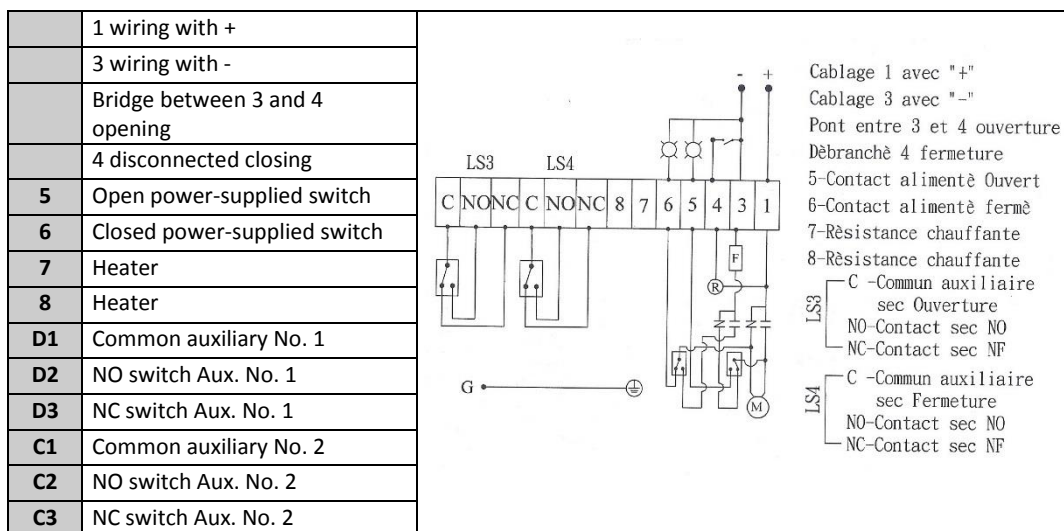 1 wiring with +
3 wiring with -
Bridge between 3 and 4
opening
4 disconnected closing
5 Open power-supplied switch
6 Closed power-supplied switch
7 Heater
8 Heater
D1 Common auxiliary No. 1
D2 NO switch Aux. No. 1
D3 NC switch Aux. No. 1
C1 Common auxiliary No. 2
C2 NO switch Aux. No. 2
C3 NC switch Aux. No. 2
- +
LS3 LS4
C NO NC C NO NC 8 7 6 5 4 3 1
F
R
G
M
Cablage 1 avec "+"
Cablage 3 avec "-"
Pont entre 3 et 4 ouverture
Dèbranchè 4 fermeture
5-Contact alimentè Ouvert
6-Contact alimentè fermè
7-Rèsistance chauffante
8-Rèsistance chauffante
LS3
C -Commun auxiliaire
sec Ouverture
NO-Contact sec NO
NC-Contact sec NF
LS4
C -Commun auxiliaire
sec Fermeture
NO-Contact sec NO
NC-Contact sec NF